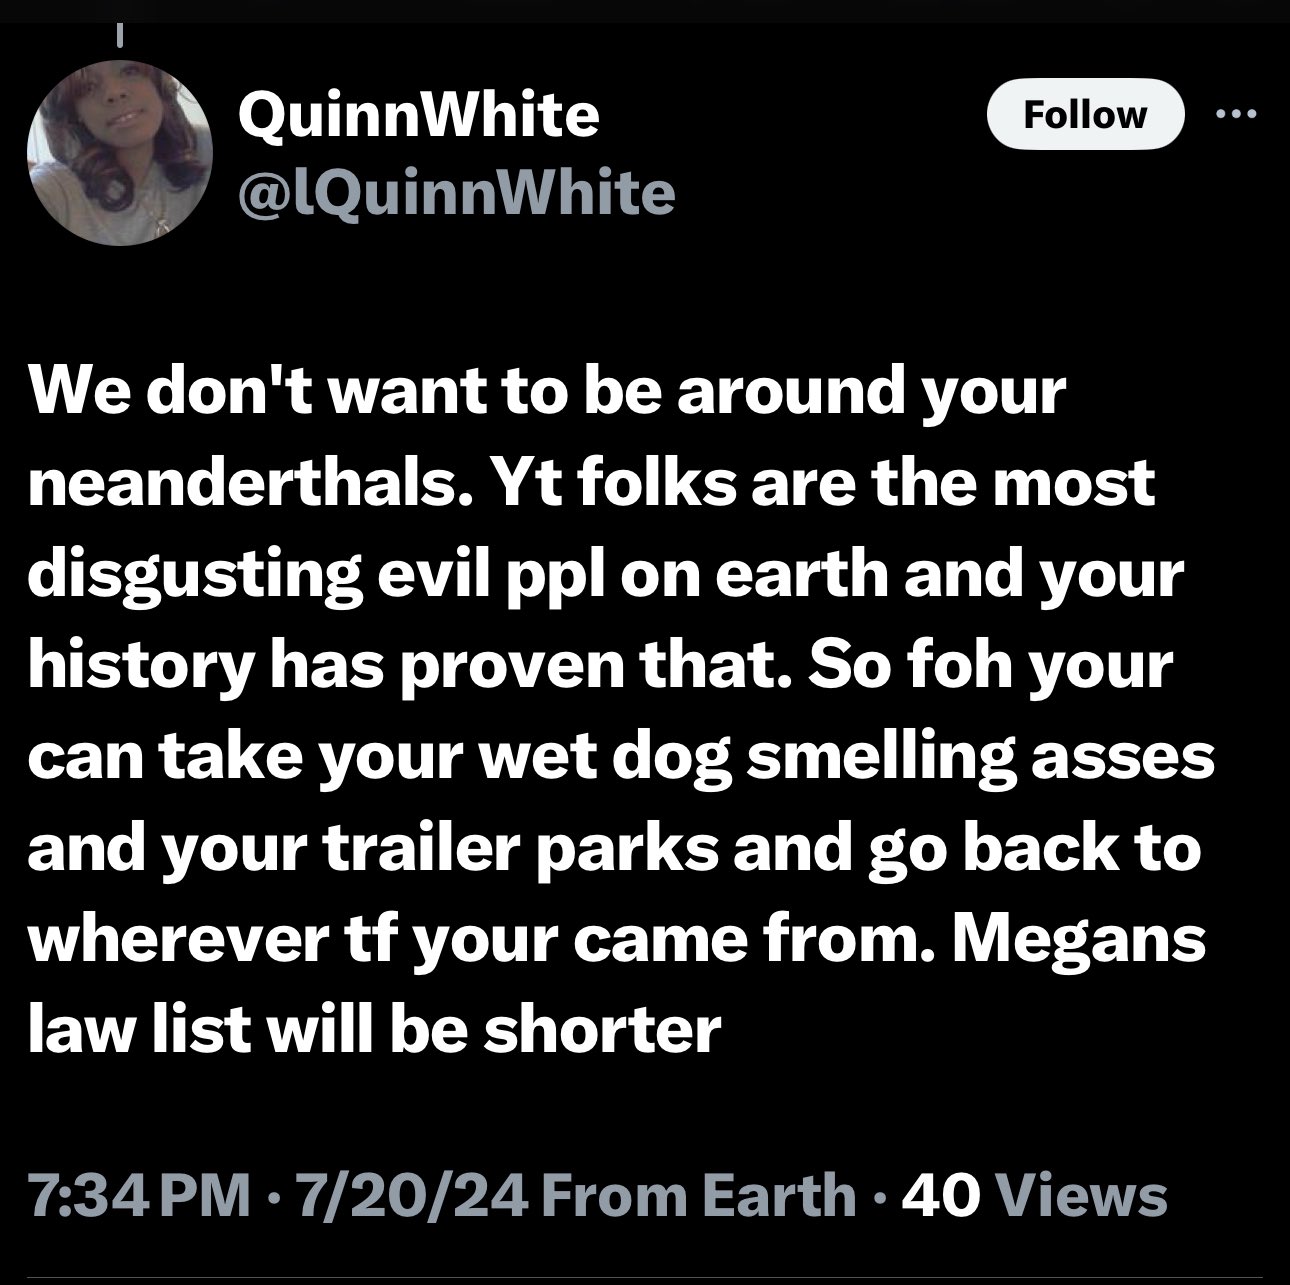 QuinnWhite
Follow
@lQuinnWhite
We don't want to be around your
neanderthals. Yt folks are the most
disgusting evil ppl on earth and your
history has proven that. So foh your
can take your wet dog smelling asses
and your trailer parks and go back to
wherever tf your came from. Megans
law list will be shorter
7:34 PM · 7/20/24 From Earth · 40 Views